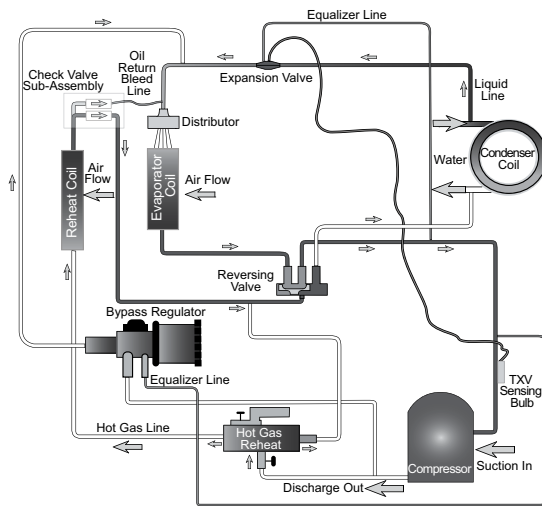 Equalizer Line
Oil
Return
Bleed
Line
Expansion Valve
Check Valve
Sub-Assembly
Liquid
Line
Distributor
Water
Condenser
Coil
Reheat Coil
Air
Flow
Evaporator
Coil
Air Flow
Reversing
Valve
Bypass Regulator
Equalizer Line
TXV
Sensing
Bulb
Hot Gas Line
Hot Gas
Reheat
Compressor
Suction In
Discharge Out